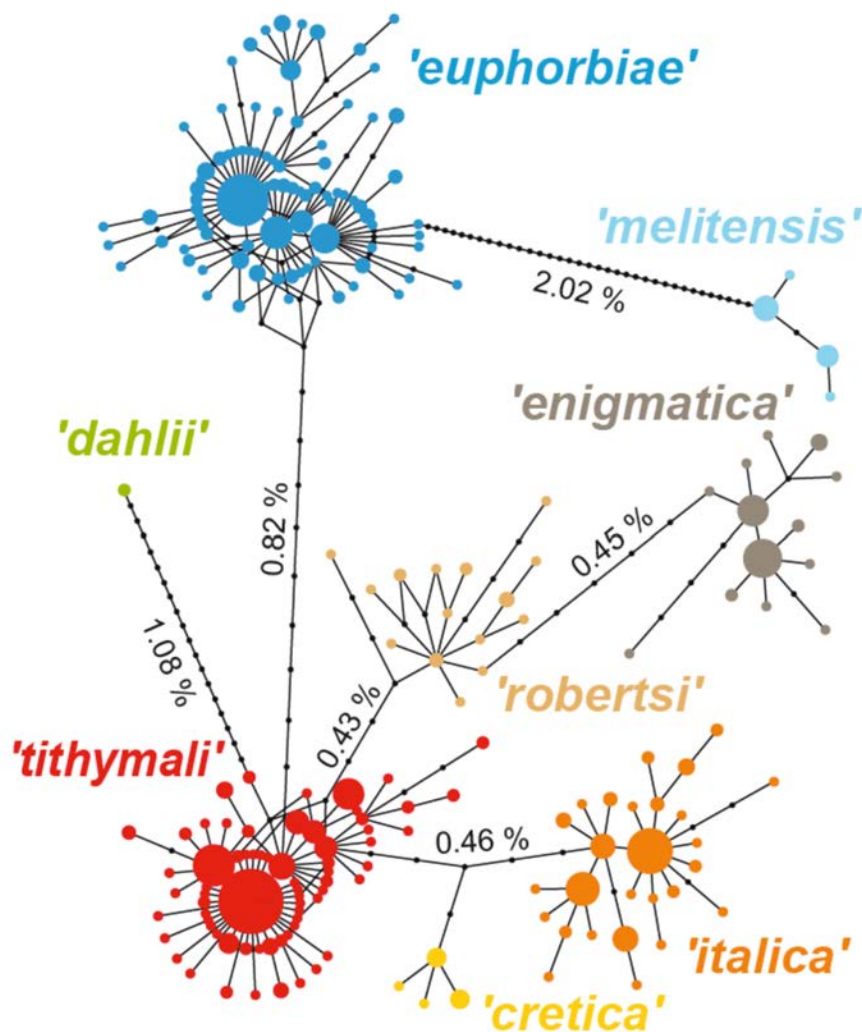 'euphorbiae'
'melitensis'
2.02 %
'enigmatica'
'dahlii'
0.82 %
0.45 %
1.08 %
'robertsi'
0.43 %
'tithymali'
0.46 %
'italica'
'cretica'